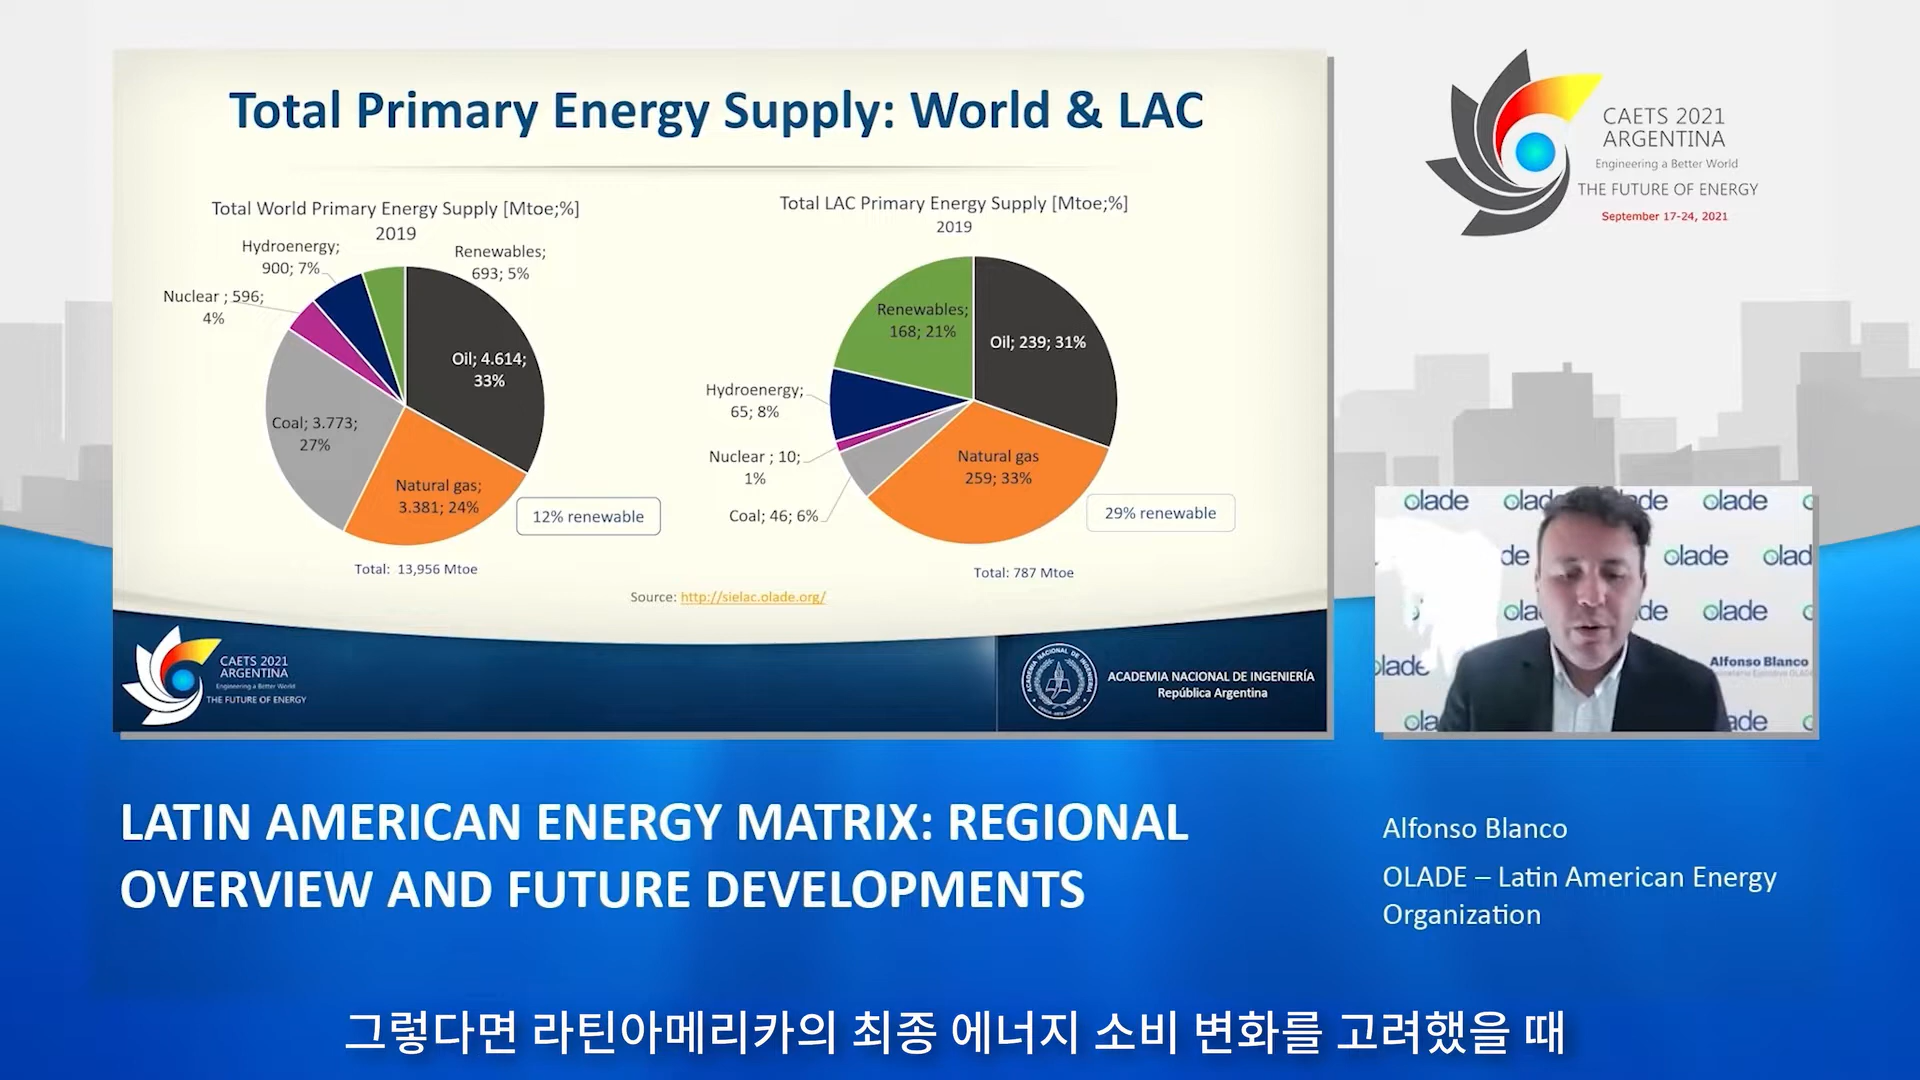 Total Primary Energy Supply: World & LAC
Total World Primary Energy Supply [Mtoe;%]
2019
Hydroenergy;
900; 7%
Renewables;
693; 5%
Nuclear ; 596;
4%
Oil; 4.614;
33%
Coal; 3.773;
27%
Natural gas;
3.381; 24%
12% renewable
Total: 13,956 Mtoe
Total LAC Primary Energy Supply [Mtoe;%]
2019
Renewables;
168; 21%
Oil; 239; 31%
Hydroenergy;
65; 8%
Nuclear ; 10;
1%
Natural gas
259; 33%
Coal; 46; 6%
29% renewable
Total: 787 Mtoe
Source: http://sielac.olade.org/
CAETS 2021
ARGENTINA
Engineering a Better World
THE FUTURE OF ENERGY
ACADEMIA NACIONAL DE INGENIERÍA
República Argentina
CAETS 2021
ARGENTINA
Engineering a Better World
THE FUTURE OF ENERGY
September 17-24, 2021
olade olade olade
olade
olade
Alfonso Blanco
LATIN AMERICAN ENERGY MATRIX: REGIONAL
OVERVIEW AND FUTURE DEVELOPMENTS
Alfonso Blanco
OLADE – Latin American Energy
Organization
그렇다면 라틴아메리카의 최종 에너지 소비 변화를 고려했을 때